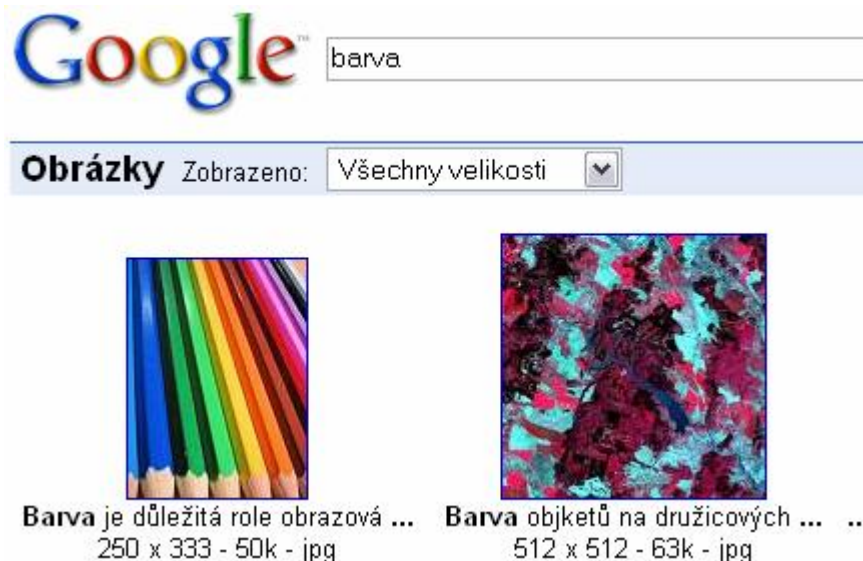 Google™
barva
Obrázky Zobrazeno: Všechny velikosti
Barva je důležitá role obrazová ...
250 x 333 - 50k - jpg
Barva objketů na družicových ...
512 x 512 - 63k - jpg
..